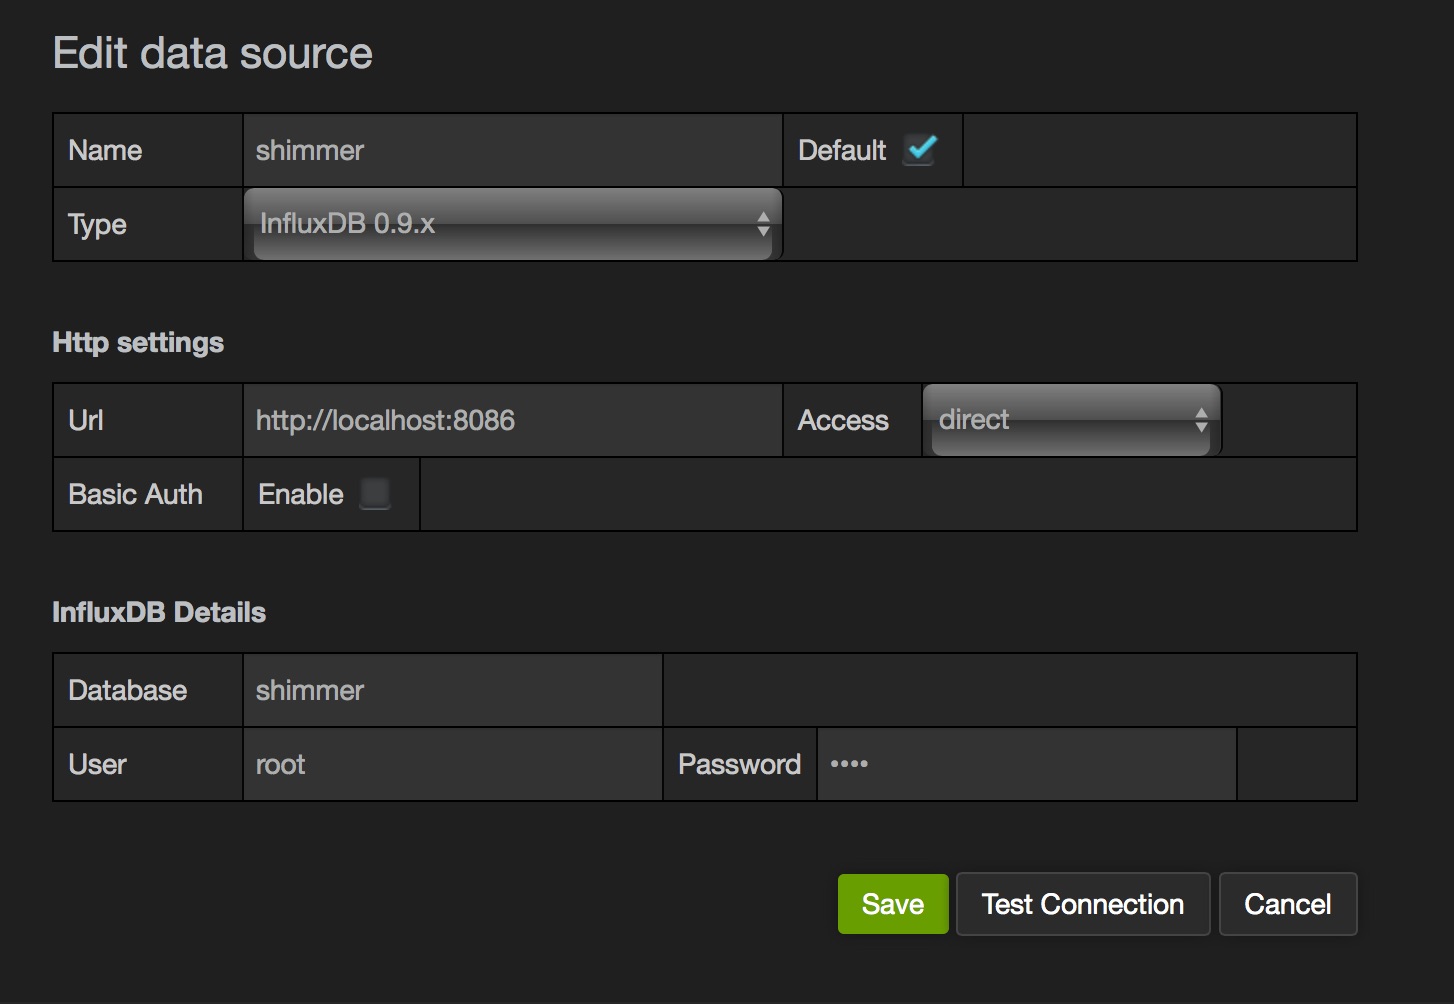 Edit data source
Name shimmer Default
Type InfluxDB 0.9.x
Http settings
Url http://localhost:8086 Access direct
Basic Auth Enable
InfluxDB Details
Database shimmer
User root Password ••••
Save Test Connection Cancel